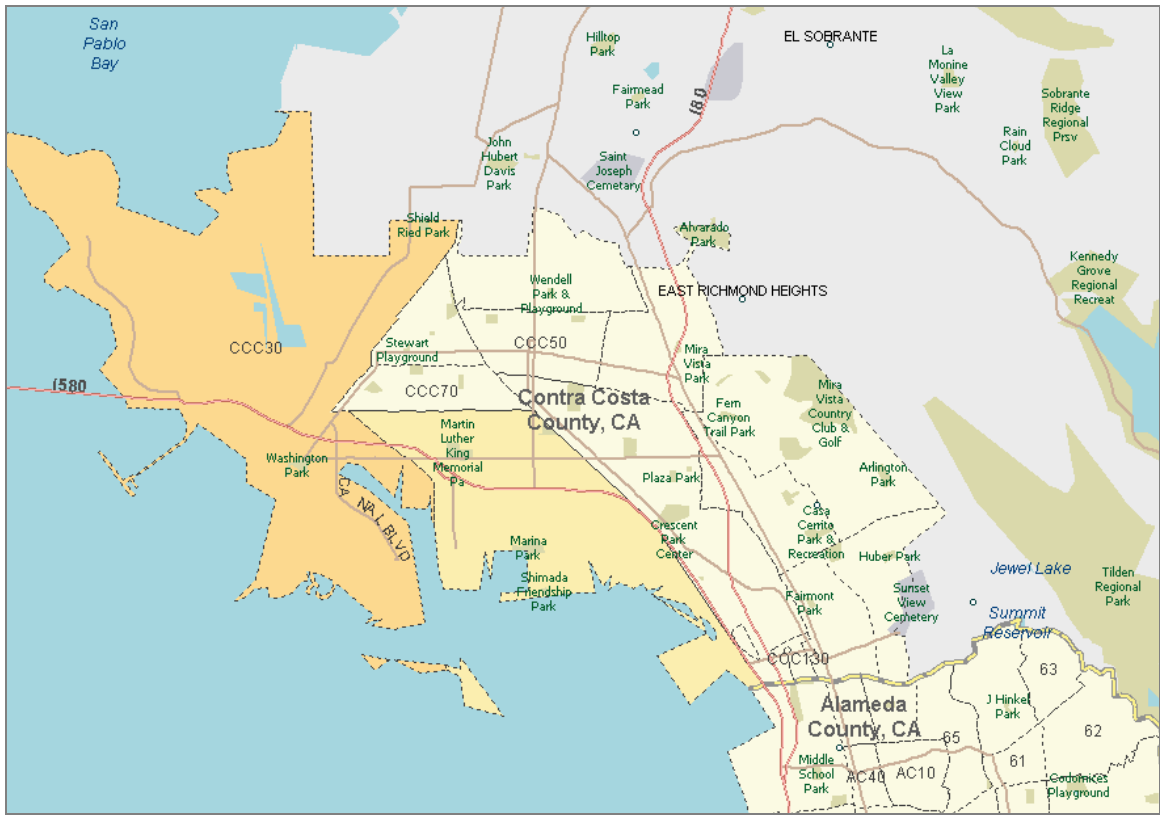 San
Pablo
Bay
Hilltop
Park
EL SOBRANTE
La
Monine
Valley
View
Park
Fairmead
Park
I80
Sobrante
Ridge
Regional
Prsv
Rain
Cloud
Park
John
Hubert
Davis
Park
Saint
Joseph
Cemetary
Shield
Ried Park
Alvarado
Park
Kennedy
Grove
Regional
Recreat
Wendell
Park &
Playground
EAST RICHMOND HEIGHTS
CCC30
Stewart
Playground
CCC50
Mira
Vista
Park
I580
CCC70
Contra Costa
County, CA
Fern
Canyon
Trail Park
Mira
Vista
Country
Club &
Golf
Martin
Luther
King
Memorial
Pa
Washington
Park
Plaza Park
Arlington
Park
CA NAL BLVD
Crescent
Park
Center
Casa
Cerrito
Park &
Recreation
Marina
Park
Huber Park
Shimada
Friendship
Park
Fairmont
Park
Sunset
View
Cemetery
Jewel Lake
Tilden
Regional
Park
Summit
Reservoir
CCC130
63
Alameda
County, CA
J Hinkel
Park
65
62
61
Middle
School
Park
AC40
AC10
Codornices
Playground